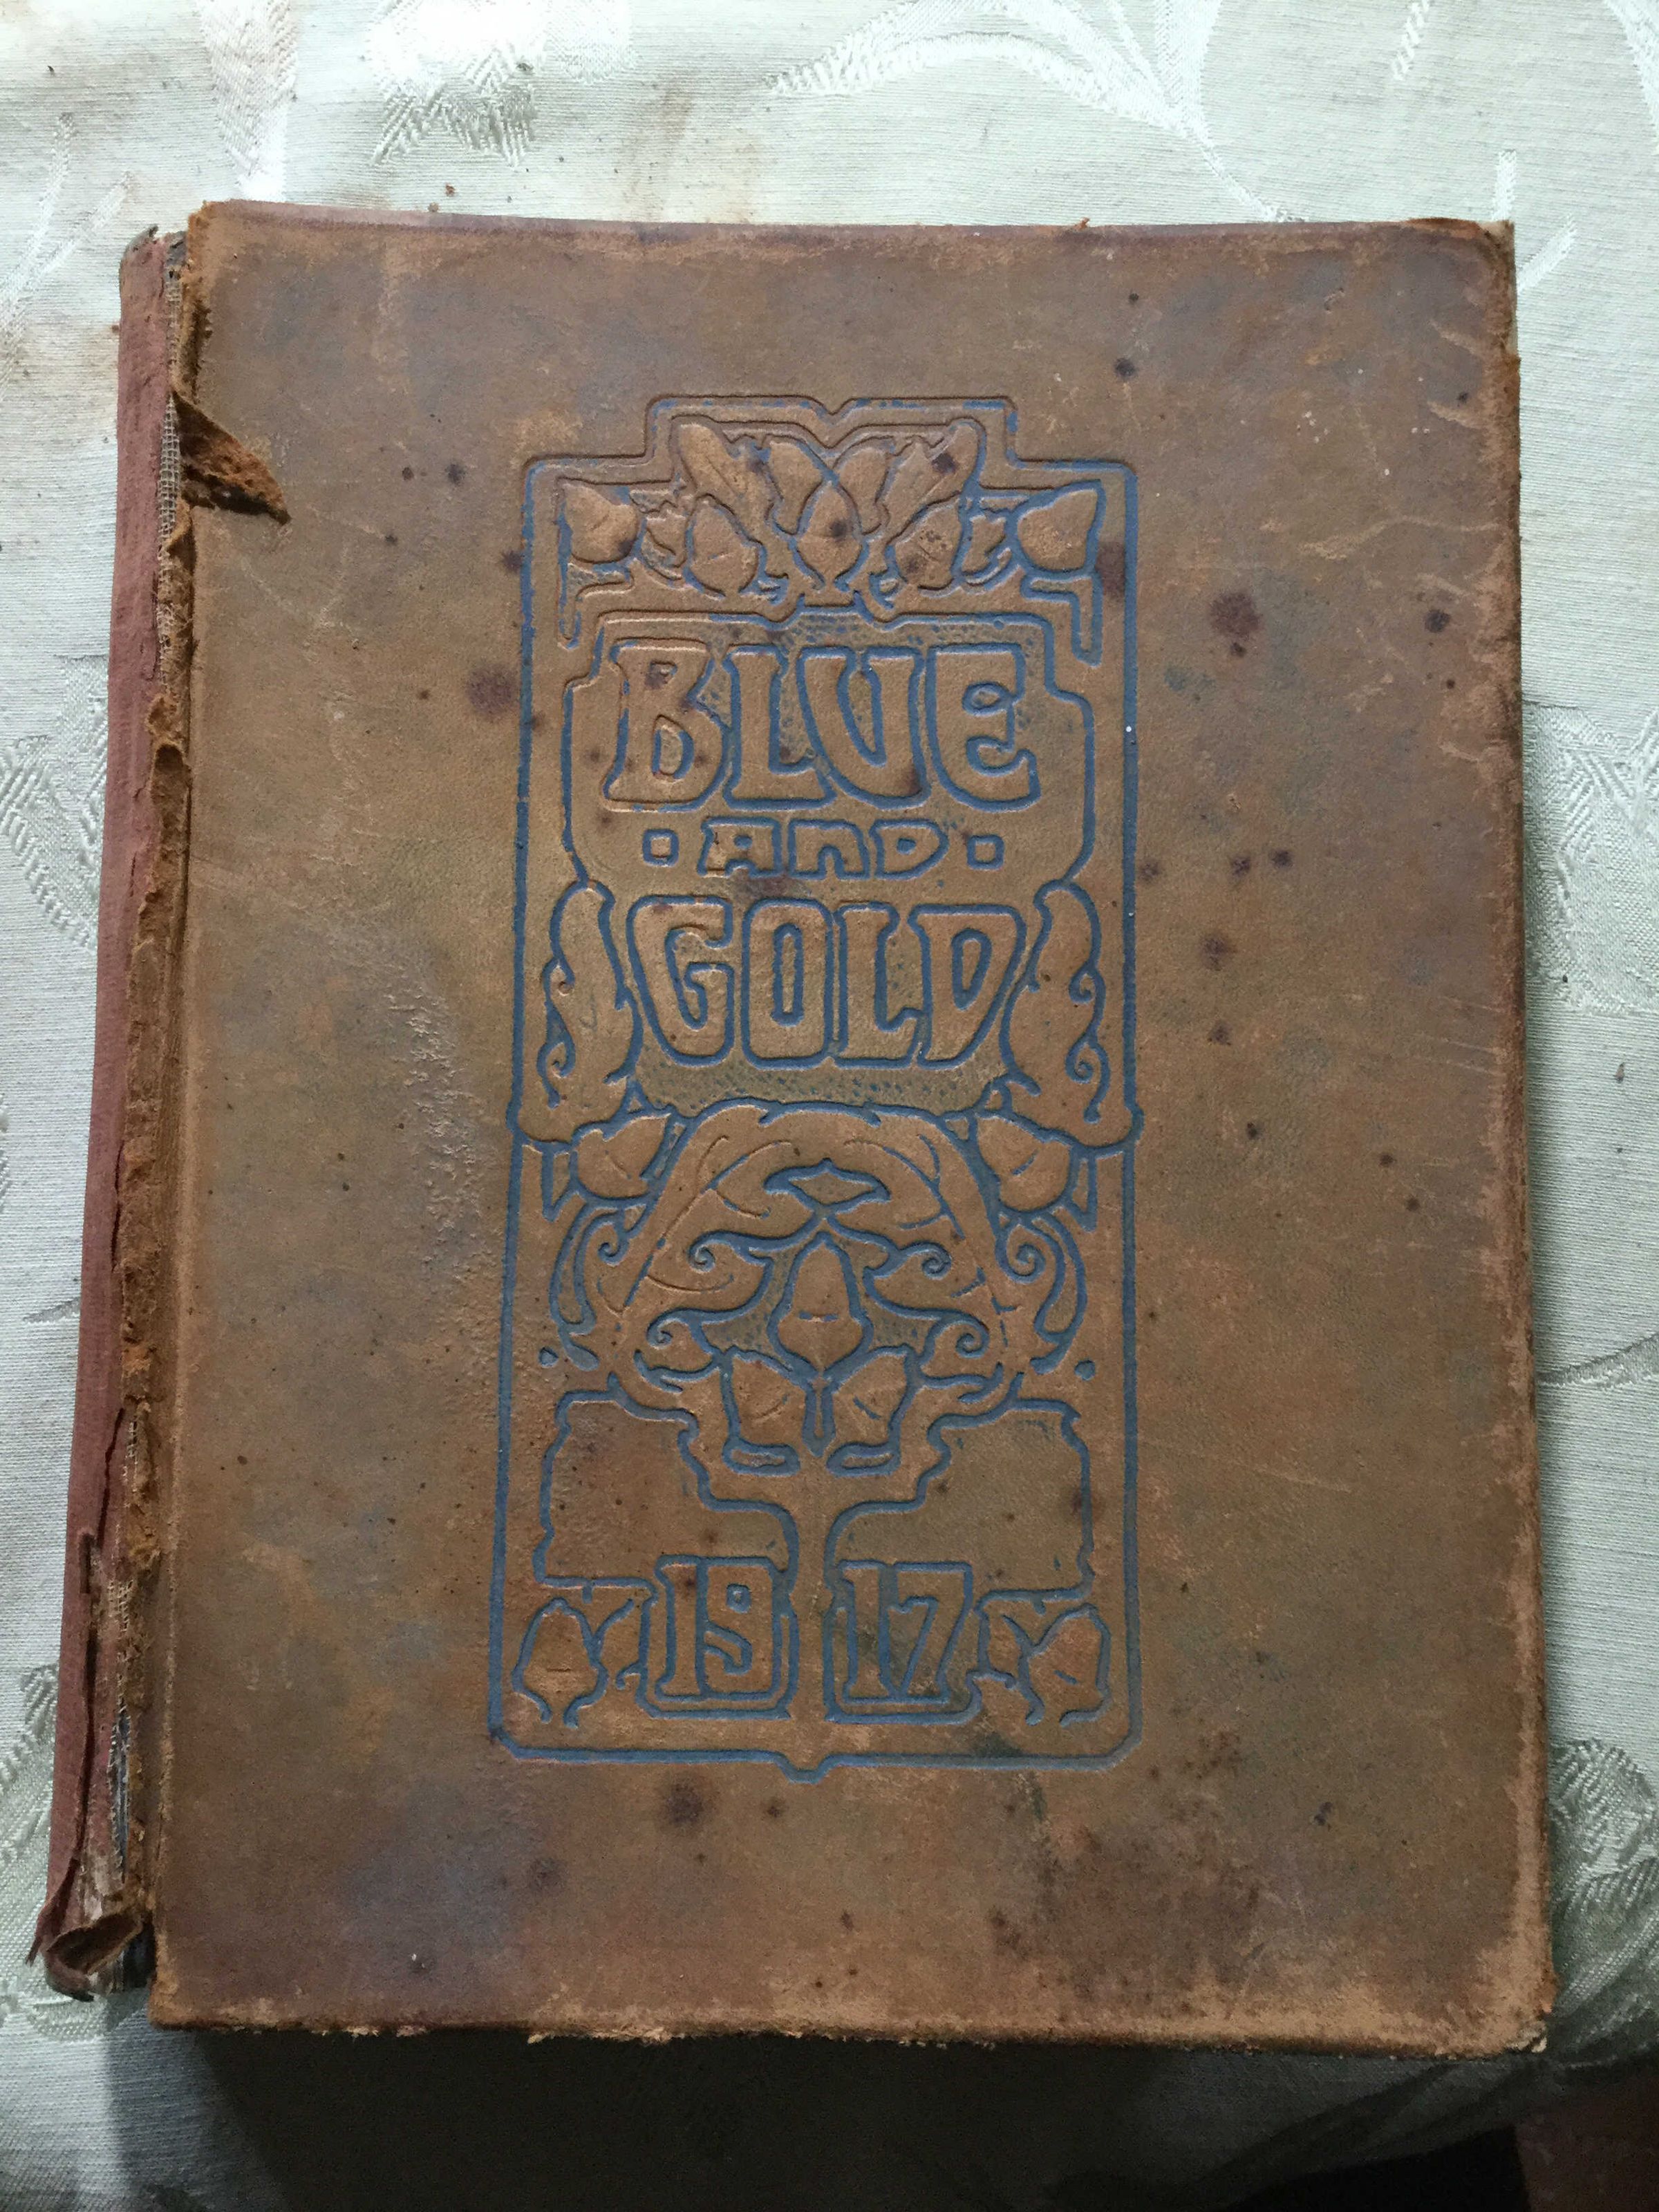 BLUE
· AND ·
GOLD
19 17